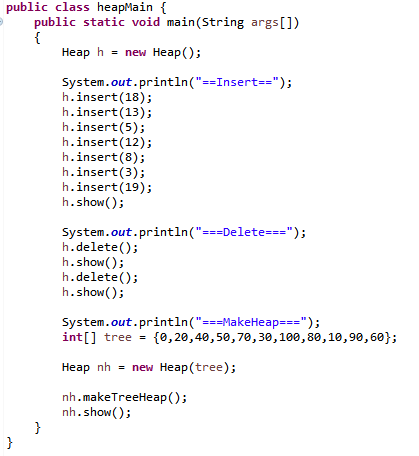 public class heapMain {
public static void main(String args[])
{
Heap h = new Heap();
System.out.println("==Insert==");
h.insert(18);
h.insert(13);
h.insert(5);
h.insert(12);
h.insert(8);
h.insert(3);
h.insert(19);
h.show();
System.out.println("===Delete===");
h.delete();
h.show();
h.delete();
h.show();
System.out.println("===MakeHeap===");
int[] tree = {0,20,40,50,70,30,100,80,10,90,60};
Heap nh = new Heap(tree);
nh.makeTreeHeap();
nh.show();
}
}